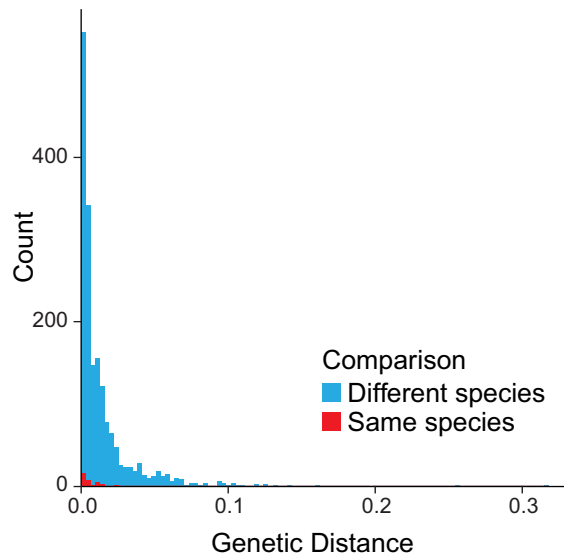 Count
400
200
0
0.0
0.1
0.2
0.3
Genetic Distance
Comparison
Different species
Same species